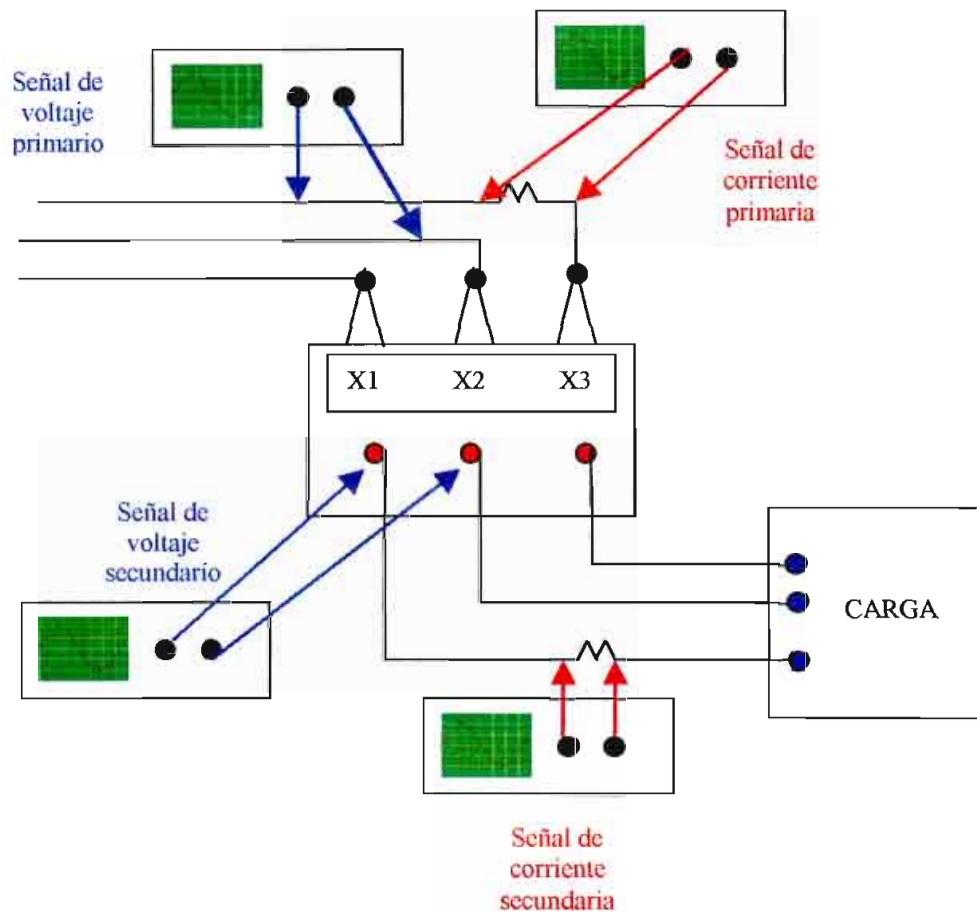 Señal de
voltaje
primario
Señal de
corriente
primaria
X1 X2 X3
Señal de
voltaje
secundario
CARGA
Señal de
corriente
secundaria